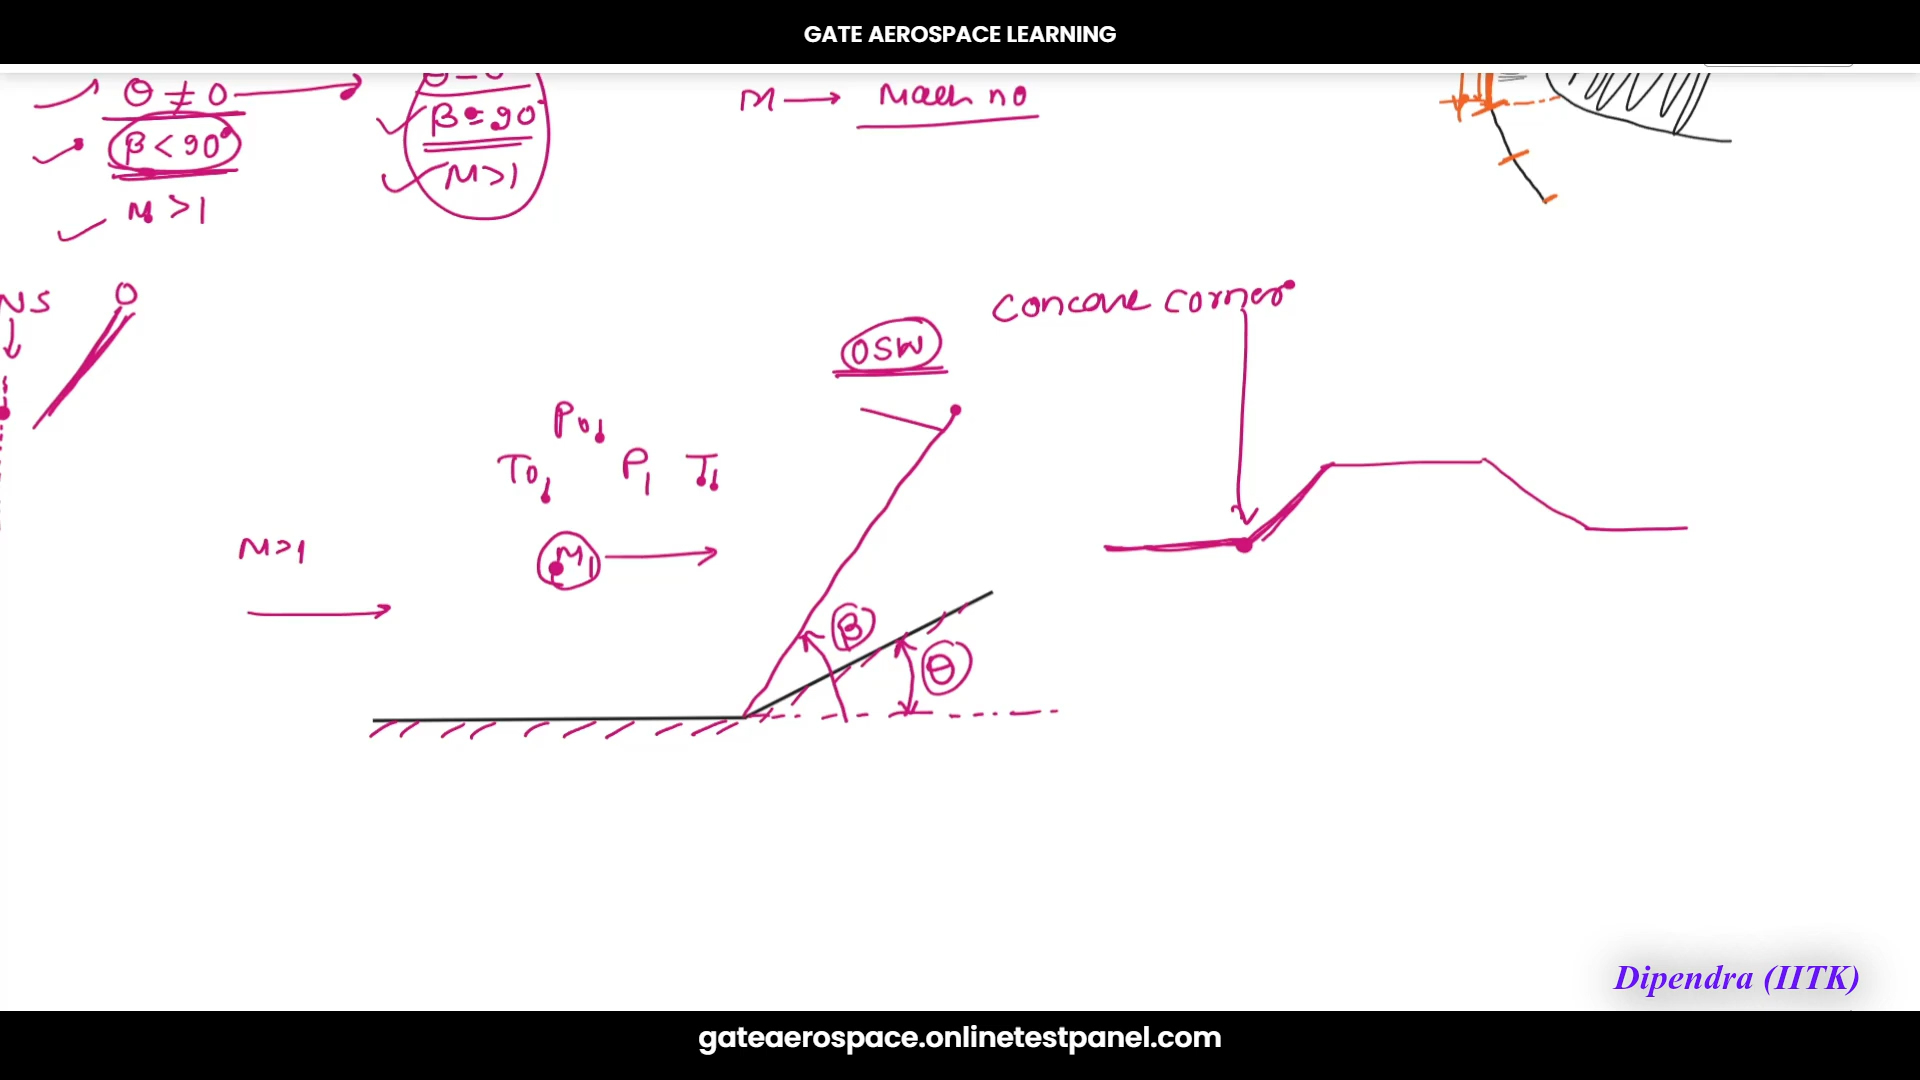 GATE AEROSPACE LEARNING
θ ≠ 0
β < 90°
M > 1
β = 90°
M > 1
M → Mach no
NS
O
Concave corner
OSW
P01
T01 P1 T1
M>1
M1
β
θ
Dipendra (IITK)
gateaerospace.onlinetestpanel.com